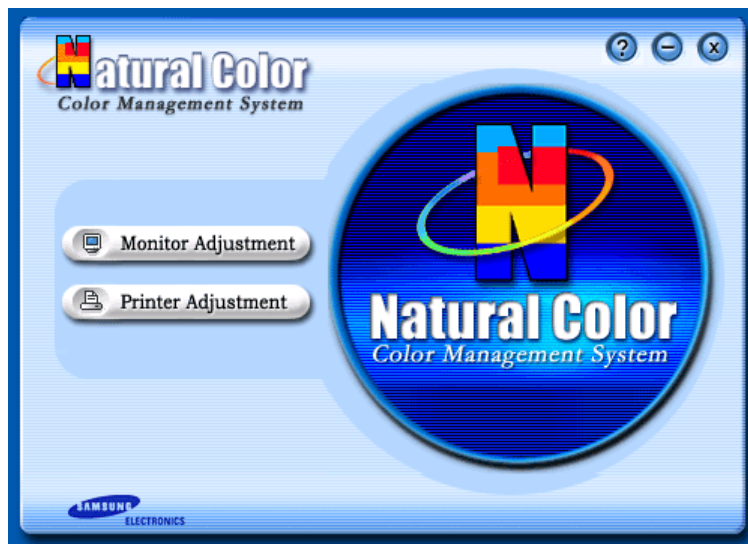 Natural Color
Color Management System
?
x
Monitor Adjustment
Printer Adjustment
N
Natural Color
Color Management System
SAMSUNG
ELECTRONICS